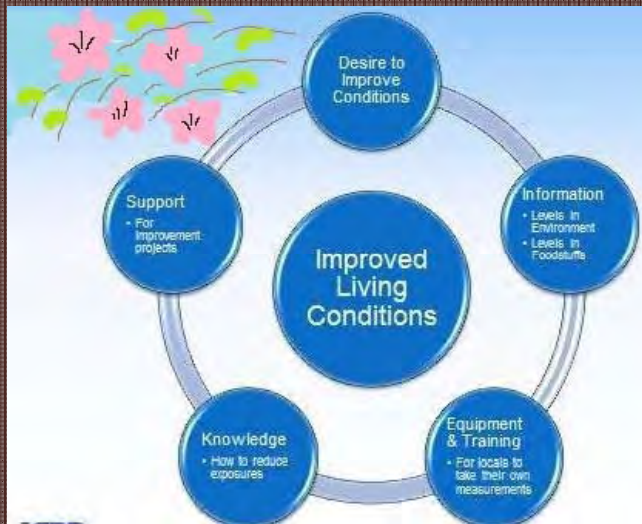 Desire to
Improve
Conditions
Information
• Levels in
Environment
• Levels in
Foodstuffs
Equipment
& Training
• For locals to
take their own
measurements
Knowledge
• How to reduce
exposures
Support
• For
Improvement
projects
Improved
Living
Conditions